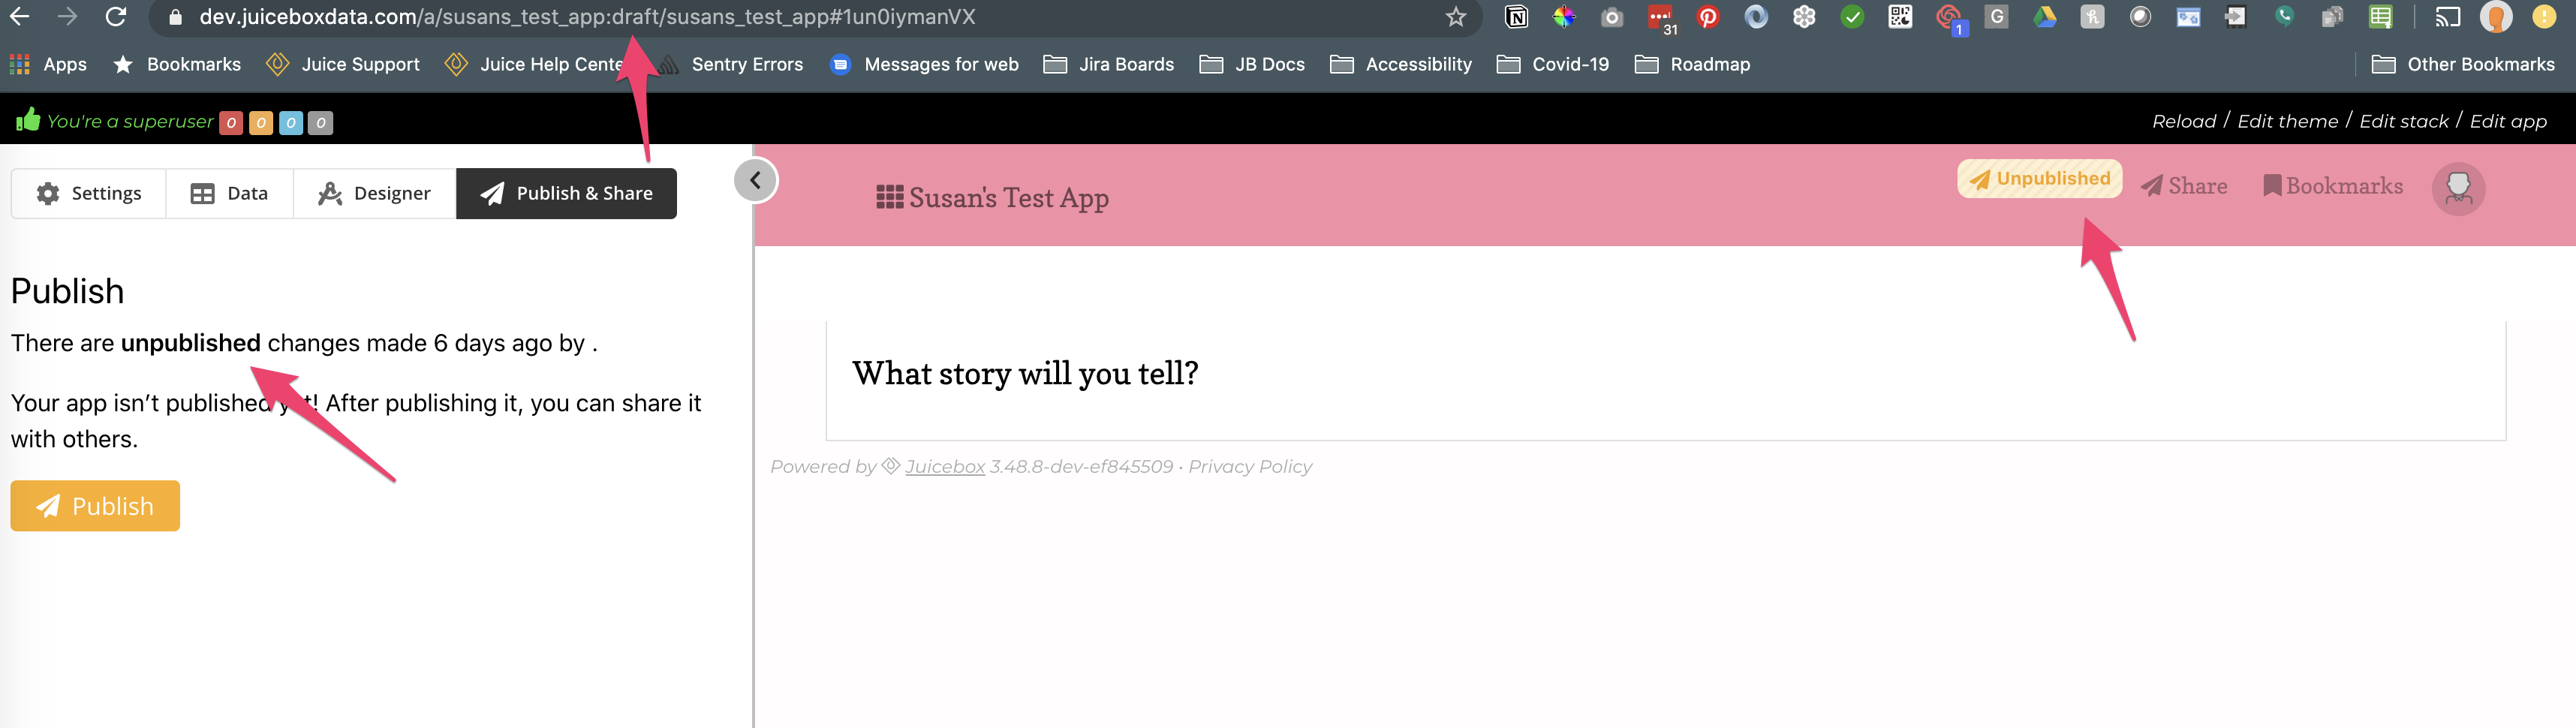 dev.juiceboxdata.com/a/susans_test_app:draft/susans_test_app#1un0iymanVX
31
1
G
h
Apps Bookmarks Juice Support Juice Help Cente Sentry Errors Messages for web Jira Boards JB Docs Accessibility Covid-19 Roadmap Other Bookmarks
You're a superuser 0 0 0 0 Reload / Edit theme / Edit stack / Edit app
Settings Data Designer Publish & Share
Susan's Test App Unpublished Share Bookmarks
Publish
There are unpublished changes made 6 days ago by .
Your app isn’t published yet! After publishing it, you can share it
with others.
Publish
What story will you tell?
Powered by Juicebox 3.48.8-dev-ef845509 • Privacy Policy